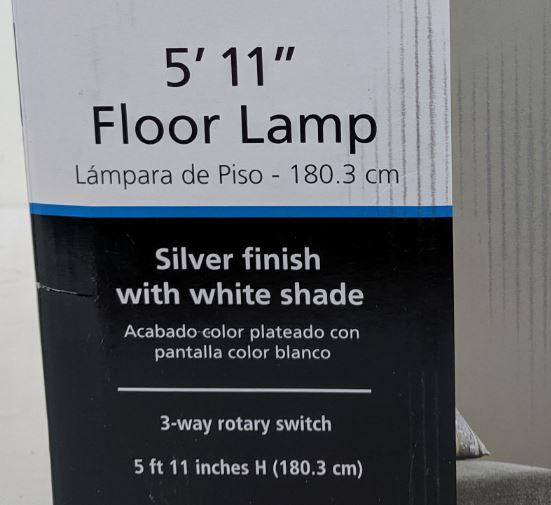 5' 11"
Floor Lamp
Lámpara de Piso - 180.3 cm
Silver finish
with white shade
Acabado color plateado con
pantalla color blanco
3-way rotary switch
5 ft 11 inches H (180.3 cm)